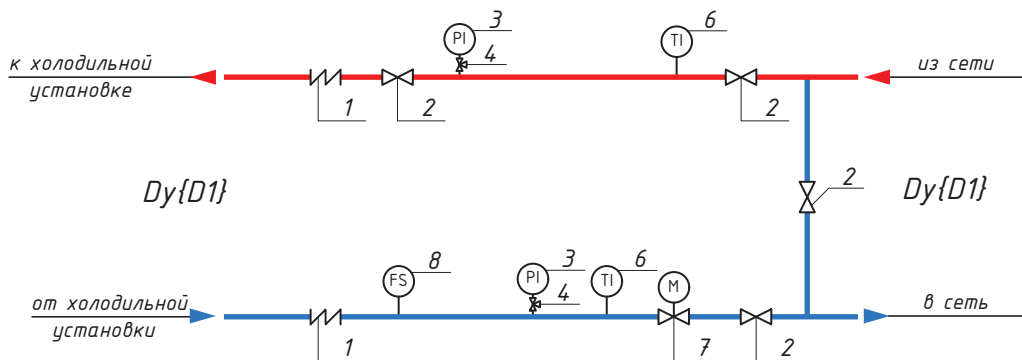 3
6
к холодильной
установке
PI
4
TI
из сети
1
2
2
Dy{D1}
2
Dy{D1}
от холодильной
установки
8
3
6
FS
PI
4
TI
M
в сеть
1
7
2